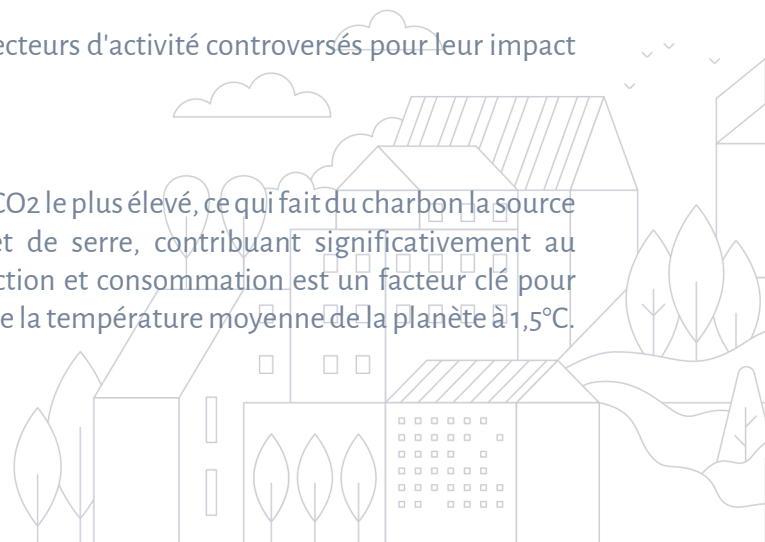 ecteurs d'activité controversés pour leur impact
CO2 le plus élevé, ce qui fait du charbon la source
et de serre, contribuant significativement au
ction et consommation est un facteur clé pour
e la température moyenne de la planète à 1,5°C.